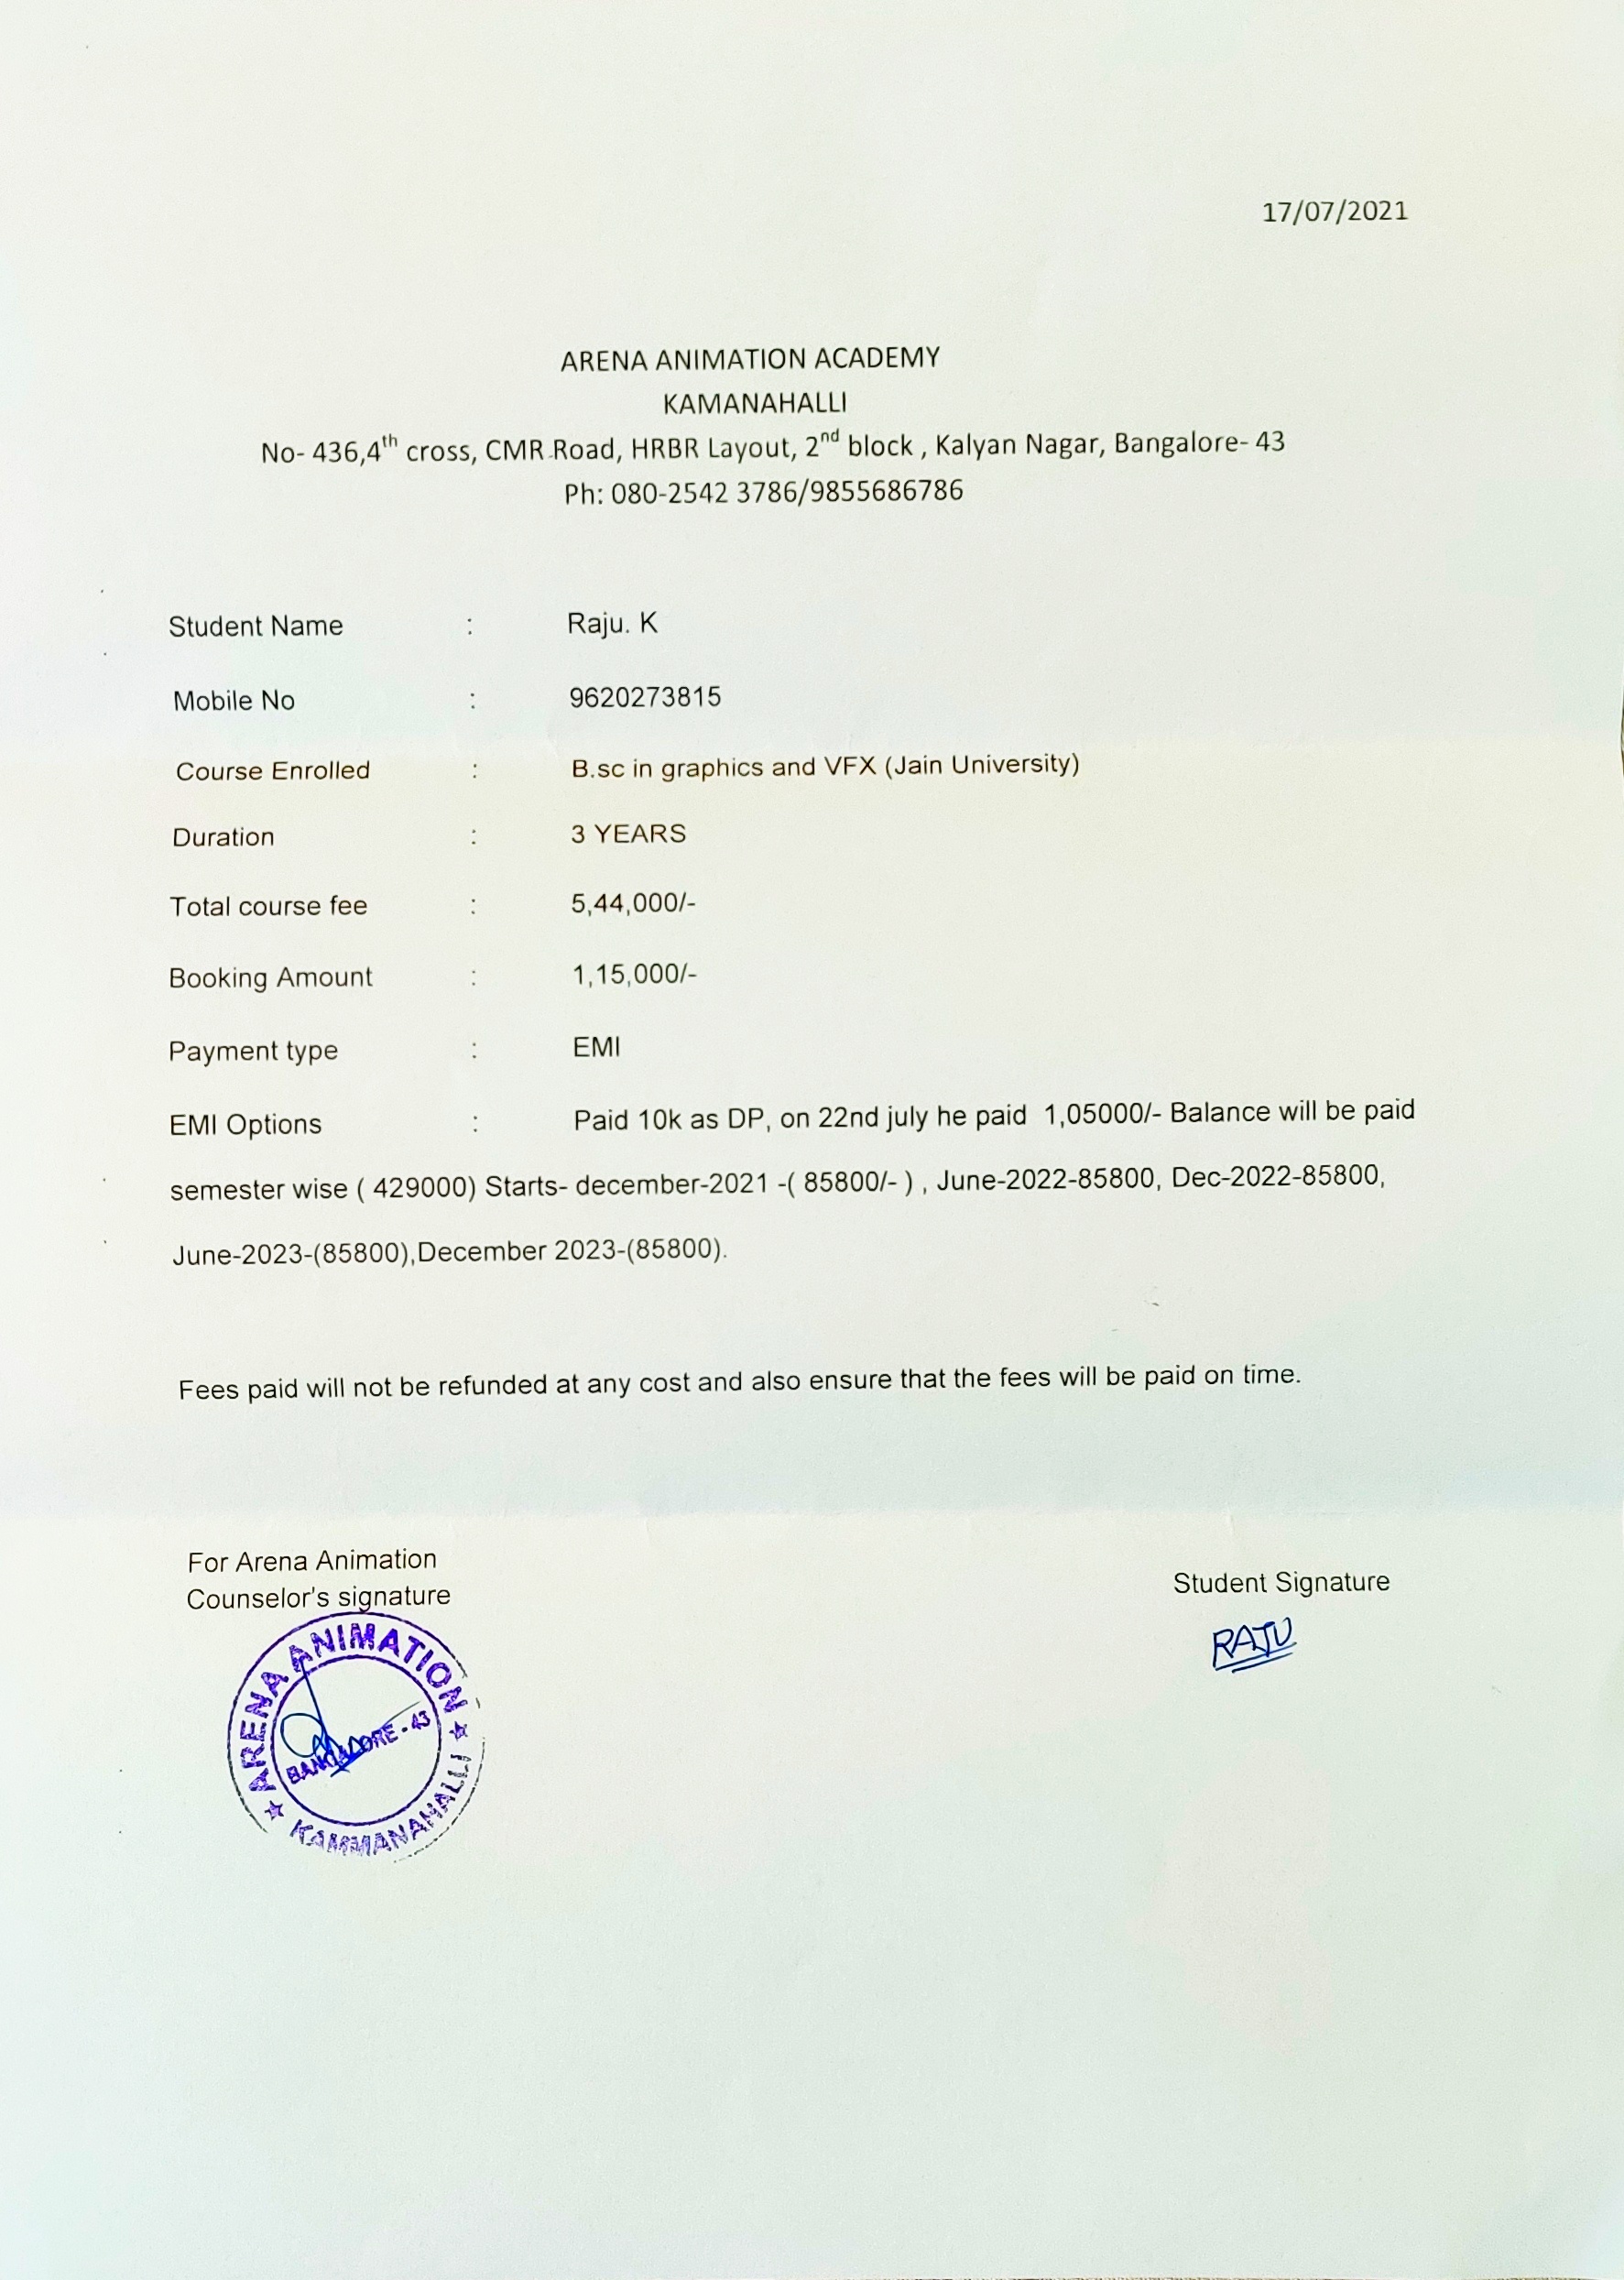 17/07/2021
ARENA ANIMATION ACADEMY
KAMANAHALLI
No- 436,4th cross, CMR Road, HRBR Layout, 2nd block , Kalyan Nagar, Bangalore- 43
Ph: 080-2542 3786/9855686786
Student Name : Raju. K
Mobile No : 9620273815
Course Enrolled : B.sc in graphics and VFX (Jain University)
Duration : 3 YEARS
Total course fee : 5,44,000/-
Booking Amount : 1,15,000/-
Payment type : EMI
EMI Options : Paid 10k as DP, on 22nd july he paid 1,05000/- Balance will be paid
semester wise ( 429000) Starts- december-2021 -( 85800/- ) , June-2022-85800, Dec-2022-85800,
June-2023-(85800),December 2023-(85800).
Fees paid will not be refunded at any cost and also ensure that the fees will be paid on time.
For Arena Animation
Counselor's signature
Student Signature
RAJU
ARENA ANIMATION
BANGALORE - 43
KAMMANAHALLI